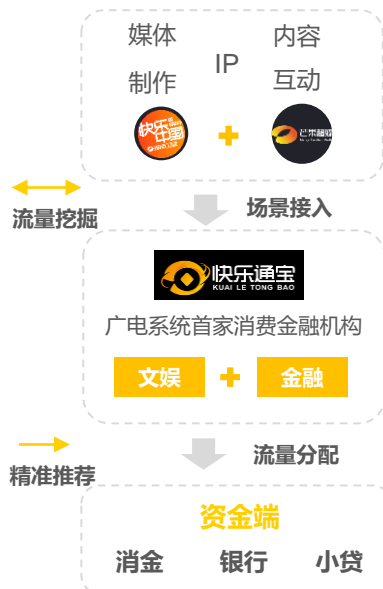 媒体 IP 内容
制作 互动
快乐
中国
流量挖掘
场景接入
快乐通宝
KUAI LE TONG BAO
广电系统首家消费金融机构
文娱 + 金融
精准推荐
流量分配
资金端
消金 银行 小贷